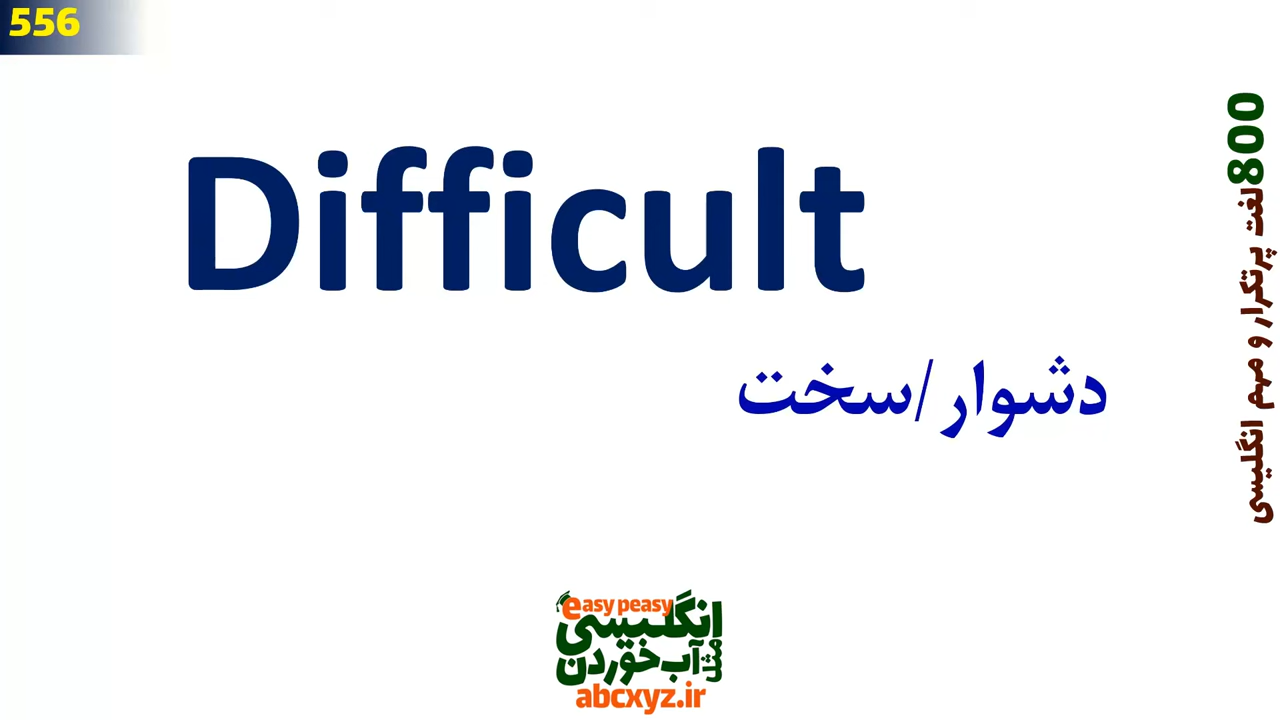 556
Difficult
دشوار/سخت
800 لغت پرتکرار و مهم انگلیسی
easy peasy
انگلیسی
مثل آب خوردن
abcxyz.ir